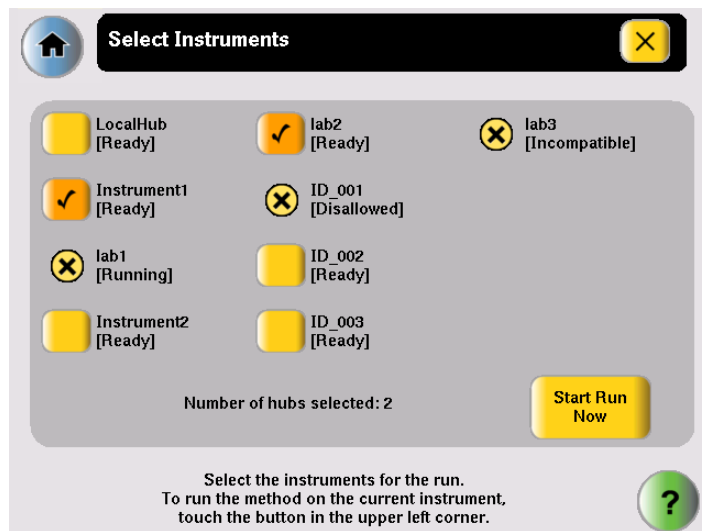 Select Instruments
LocalHub
[Ready]
Instrument1
[Ready]
lab1
[Running]
Instrument2
[Ready]
lab2
[Ready]
ID_001
[Disallowed]
ID_002
[Ready]
ID_003
[Ready]
lab3
[Incompatible]
Number of hubs selected: 2
Start Run
Now
Select the instruments for the run.
To run the method on the current instrument,
touch the button in the upper left corner.
?